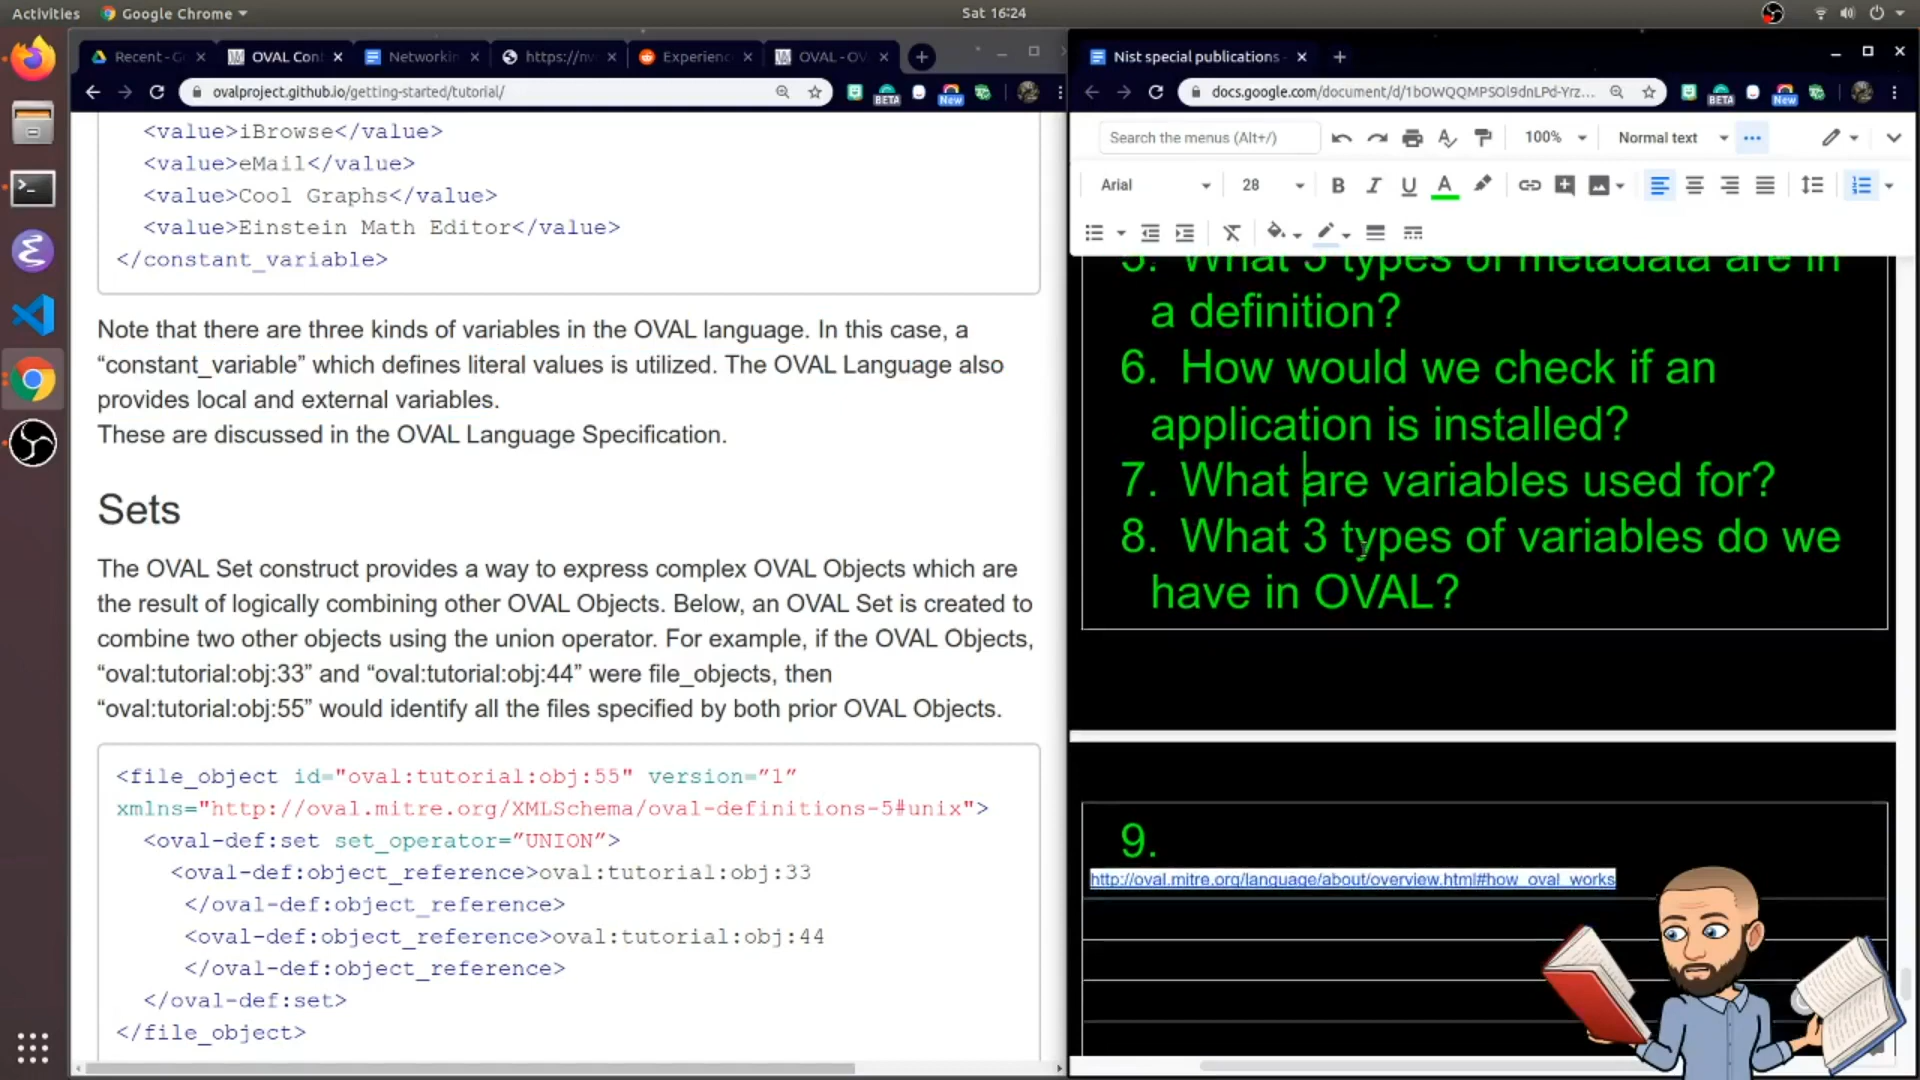 Activities
Google Chrome
Sat 16:24
Recent - G
OVAL Con
Networkin
https://nv
Experienc
OVAL - OV
ovalproject.github.io/getting-started/tutorial/
BETA
New
<value>iBrowse</value>
<value>eMail</value>
<value>Cool Graphs</value>
<value>Einstein Math Editor</value>
</constant_variable>
Note that there are three kinds of variables in the OVAL language. In this case, a
“constant_variable” which defines literal values is utilized. The OVAL Language also
provides local and external variables.
These are discussed in the OVAL Language Specification.
Sets
The OVAL Set construct provides a way to express complex OVAL Objects which are
the result of logically combining other OVAL Objects. Below, an OVAL Set is created to
combine two other objects using the union operator. For example, if the OVAL Objects,
“oval:tutorial:obj:33” and “oval:tutorial:obj:44” were file_objects, then
“oval:tutorial:obj:55” would identify all the files specified by both prior OVAL Objects.
<file_object id="oval:tutorial:obj:55" version=”1”
xmlns="http://oval.mitre.org/XMLSchema/oval-definitions-5#unix">
<oval-def:set set_operator=”UNION”>
<oval-def:object_reference>oval:tutorial:obj:33
</oval-def:object_reference>
<oval-def:object_reference>oval:tutorial:obj:44
</oval-def:object_reference>
</oval-def:set>
</file_object>
Nist special publications -
docs.google.com/document/d/1bOWQQMPSOl9dnLPd-Yrz...
BETA
New
Search the menus (Alt+/)
100%
Normal text
Arial
28
5. What 3 types of metadata are in
a definition?
6. How would we check if an
application is installed?
7. What are variables used for?
8. What 3 types of variables do we
have in OVAL?
9.
http://oval.mitre.org/language/about/overview.html#how_oval_works